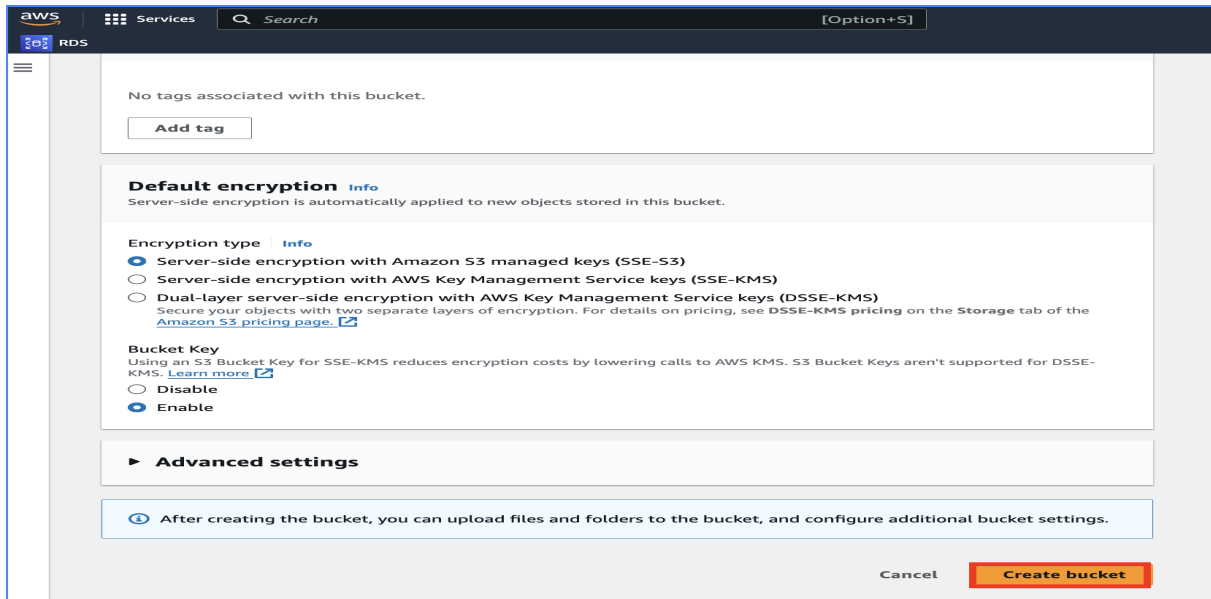 aws Services Search [Option+S]
RDS
No tags associated with this bucket.
Add tag
Default encryption Info
Server-side encryption is automatically applied to new objects stored in this bucket.
Encryption type Info
Server-side encryption with Amazon S3 managed keys (SSE-S3)
Server-side encryption with AWS Key Management Service keys (SSE-KMS)
Dual-layer server-side encryption with AWS Key Management Service keys (DSSE-KMS)
Secure your objects with two separate layers of encryption. For details on pricing, see DSSE-KMS pricing on the Storage tab of the
Amazon S3 pricing page.
Bucket Key
Using an S3 Bucket Key for SSE-KMS reduces encryption costs by lowering calls to AWS KMS. S3 Bucket Keys aren't supported for DSSE-
KMS. Learn more
Disable
Enable
Advanced settings
After creating the bucket, you can upload files and folders to the bucket, and configure additional bucket settings.
Cancel Create bucket